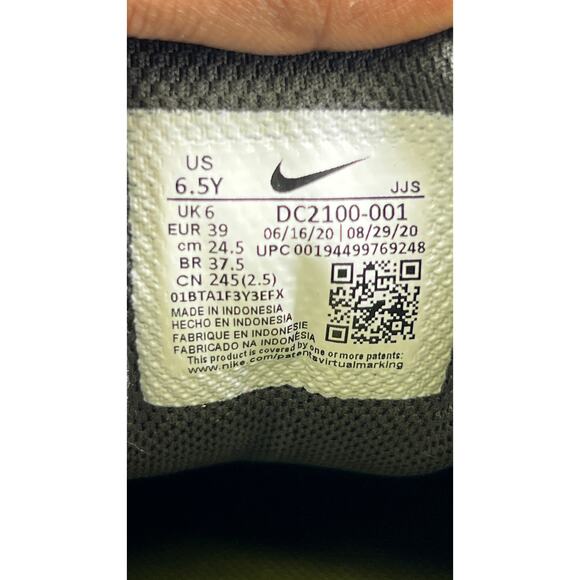 US
6.5Y
JJS
UK 6
DC2100-001
EUR 39
06/16/20 | 08/29/20
cm 24.5
UPC 00194499769248
BR 37.5
CN 245(2.5)
01BTA1F3Y3EFX
MADE IN INDONESIA
HECHO EN INDONESIA
FABRIQUE EN INDONESIE
FABRICADO NA INDONESIA
This product is covered by one or more patents:
www.nike.com/patentsvirtualmarking